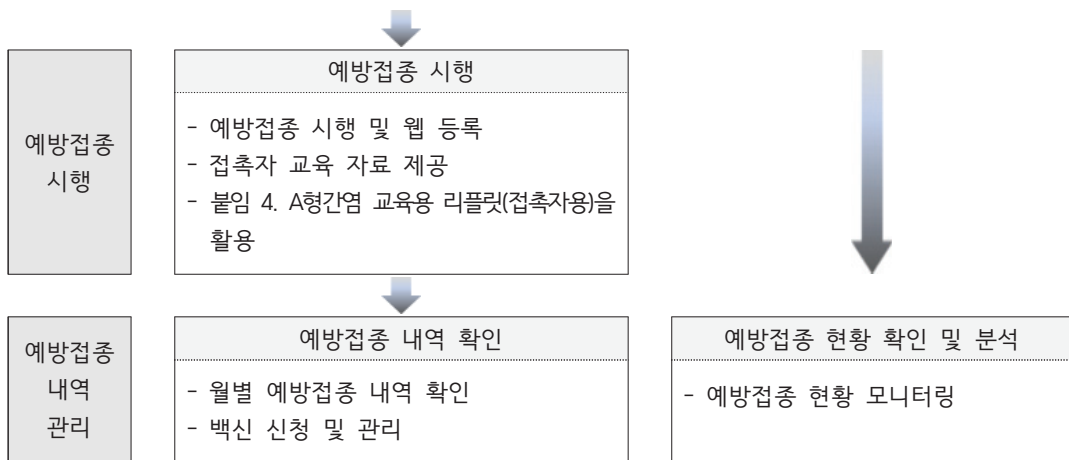 예방접종
시행
예방접종 시행
- 예방접종 시행 및 웹 등록
- 접촉자 교육 자료 제공
- 붙임 4. A형간염 교육용 리플릿(접촉자용)을
활용
예방접종
내역
관리
예방접종 내역 확인
- 월별 예방접종 내역 확인
- 백신 신청 및 관리
예방접종 현황 확인 및 분석
- 예방접종 현황 모니터링